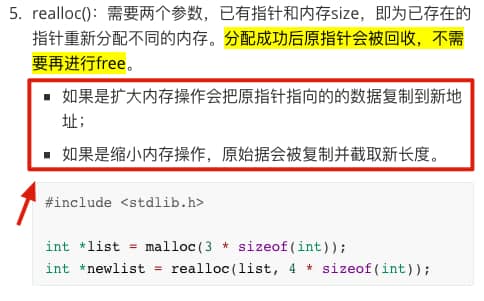 5. realloc()：需要两个参数，已有指针和内存size，即为已存在的
指针重新分配不同的内存。分配成功后原指针会被回收，不需
要再进行free。
▪ 如果是扩大内存操作会把原指针指向的的数据复制到新地
址；
▪ 如果是缩小内存操作，原始据会被复制并截取新长度。
#include <stdlib.h>
int *list = malloc(3 * sizeof(int));
int *newlist = realloc(list, 4 * sizeof(int));